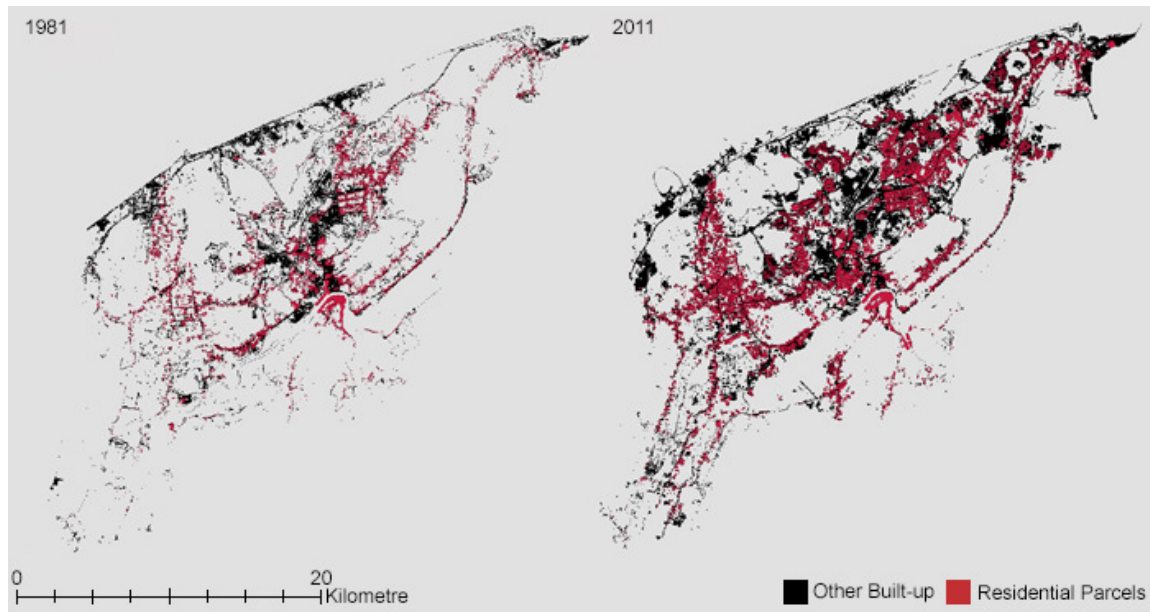 1981
2011
0
20
Kilometre
Other Built-up
Residential Parcels